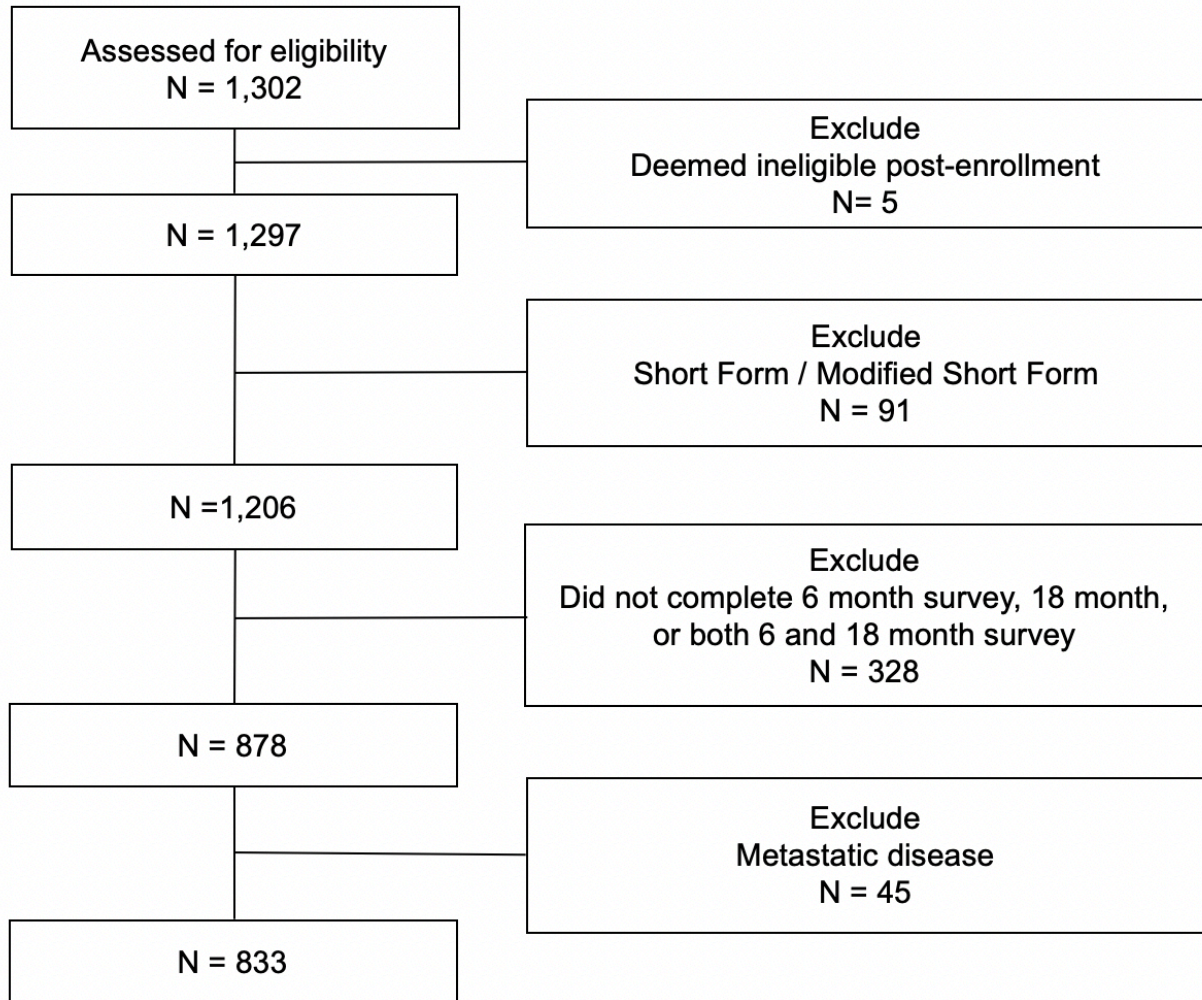 Assessed for eligibility
N = 1,302
Exclude
Deemed ineligible post-enrollment
N= 5
N = 1,297
Exclude
Short Form / Modified Short Form
N = 91
N =1,206
Exclude
Did not complete 6 month survey, 18 month,
or both 6 and 18 month survey
N = 328
N = 878
Exclude
Metastatic disease
N = 45
N = 833